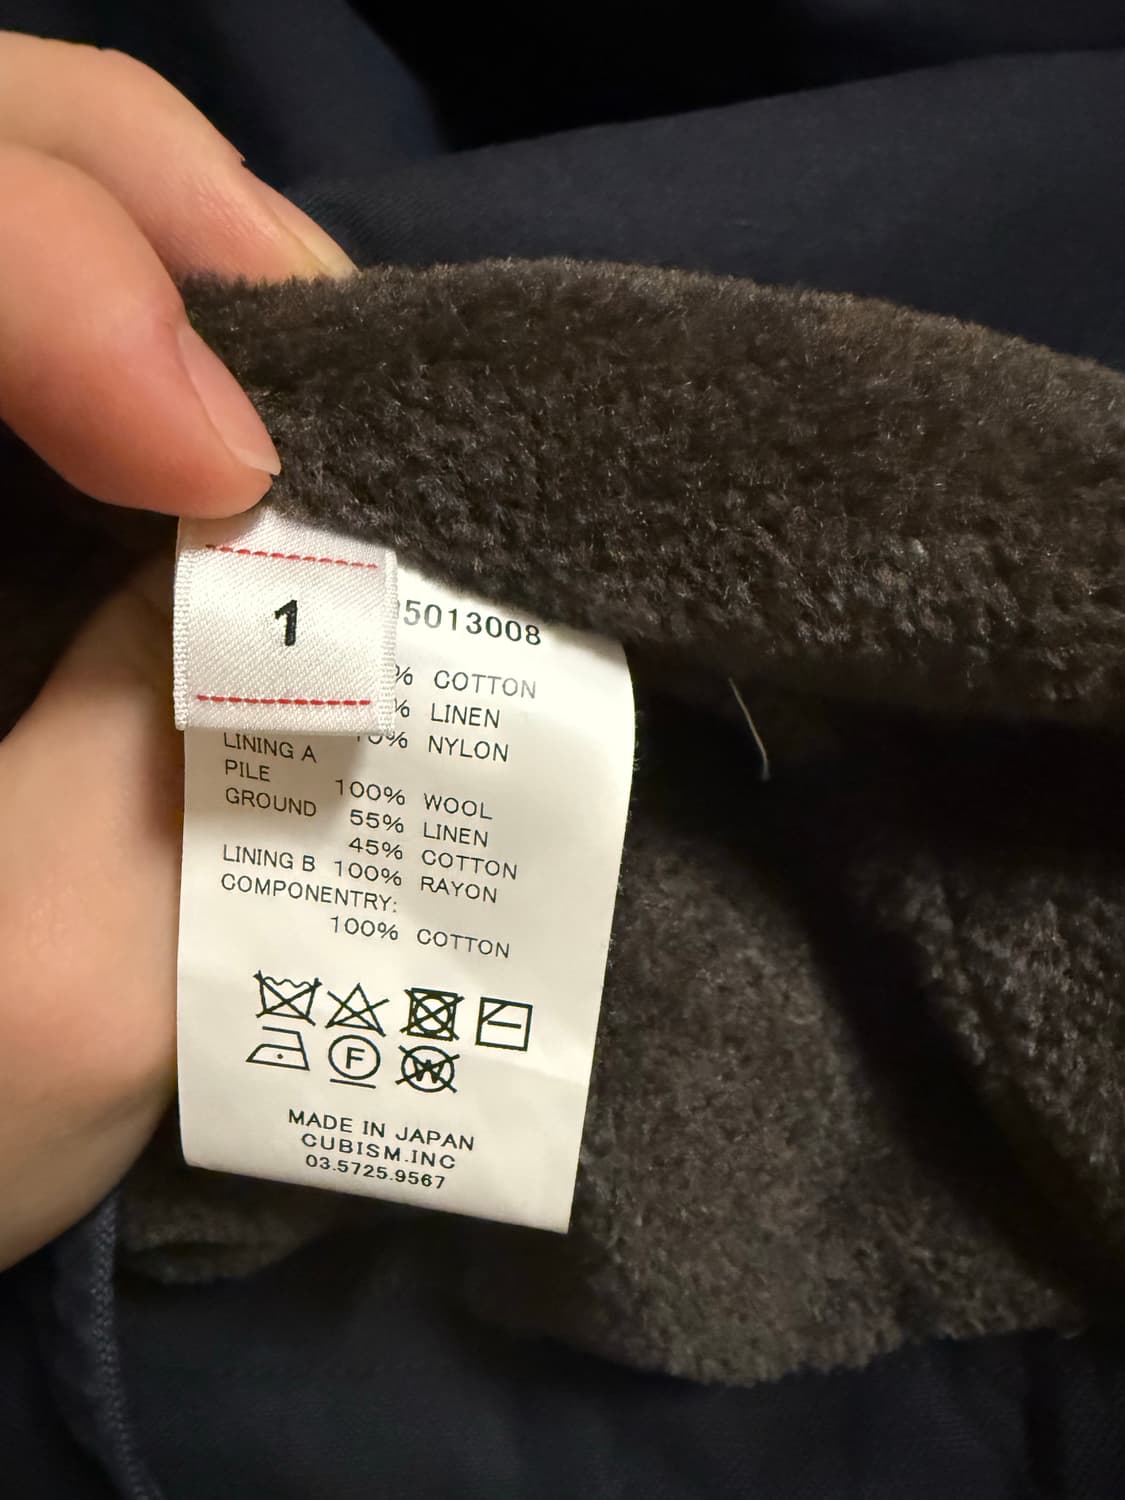 1
5013008
% COTTON
% LINEN
0% NYLON
LINING A
PILE
100% WOOL
GROUND 55% LINEN
45% COTTON
LINING B 100% RAYON
COMPONENTRY:
100% COTTON
F
W
MADE IN JAPAN
CUBISM.INC
03.5725.9567